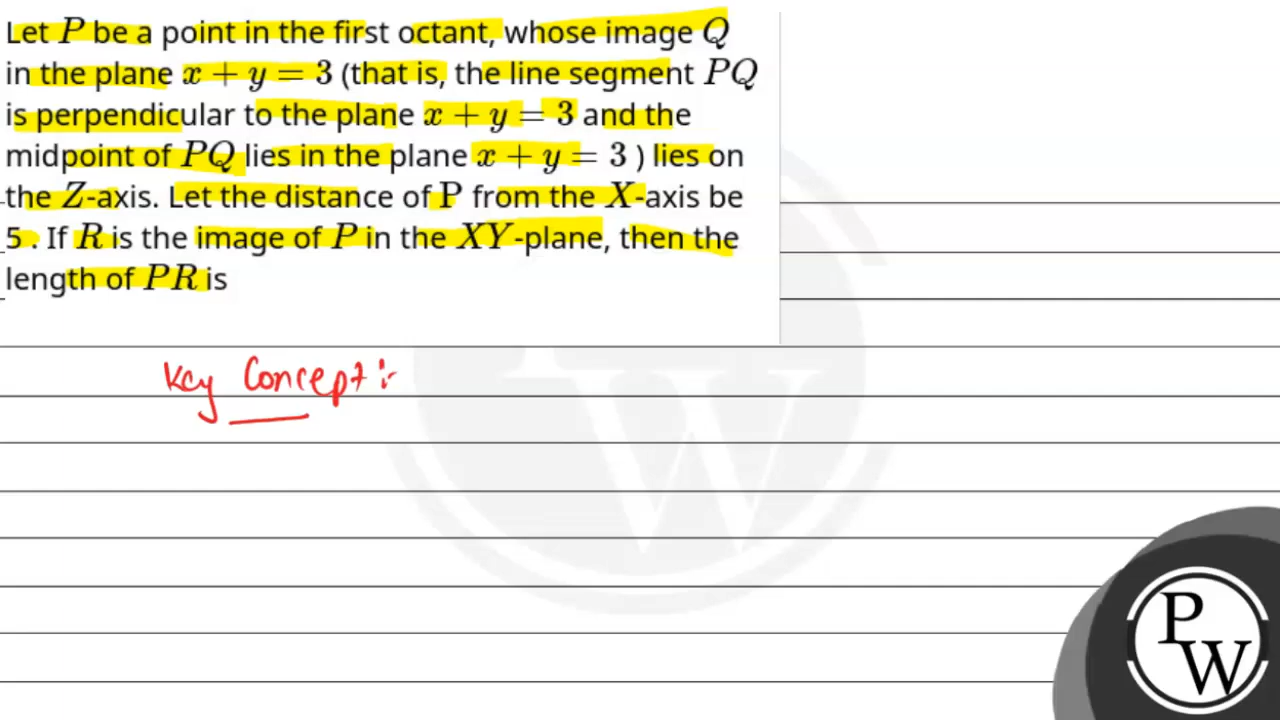 Let P be a point in the first octant, whose image Q
in the plane x + y = 3 (that is, the line segment PQ
is perpendicular to the plane x + y = 3 and the
midpoint of PQ lies in the plane x + y = 3 ) lies on
the Z-axis. Let the distance of P from the X-axis be
5 . If R is the image of P in the XY-plane, then the
length of PR is
Key Concept :-
P
W